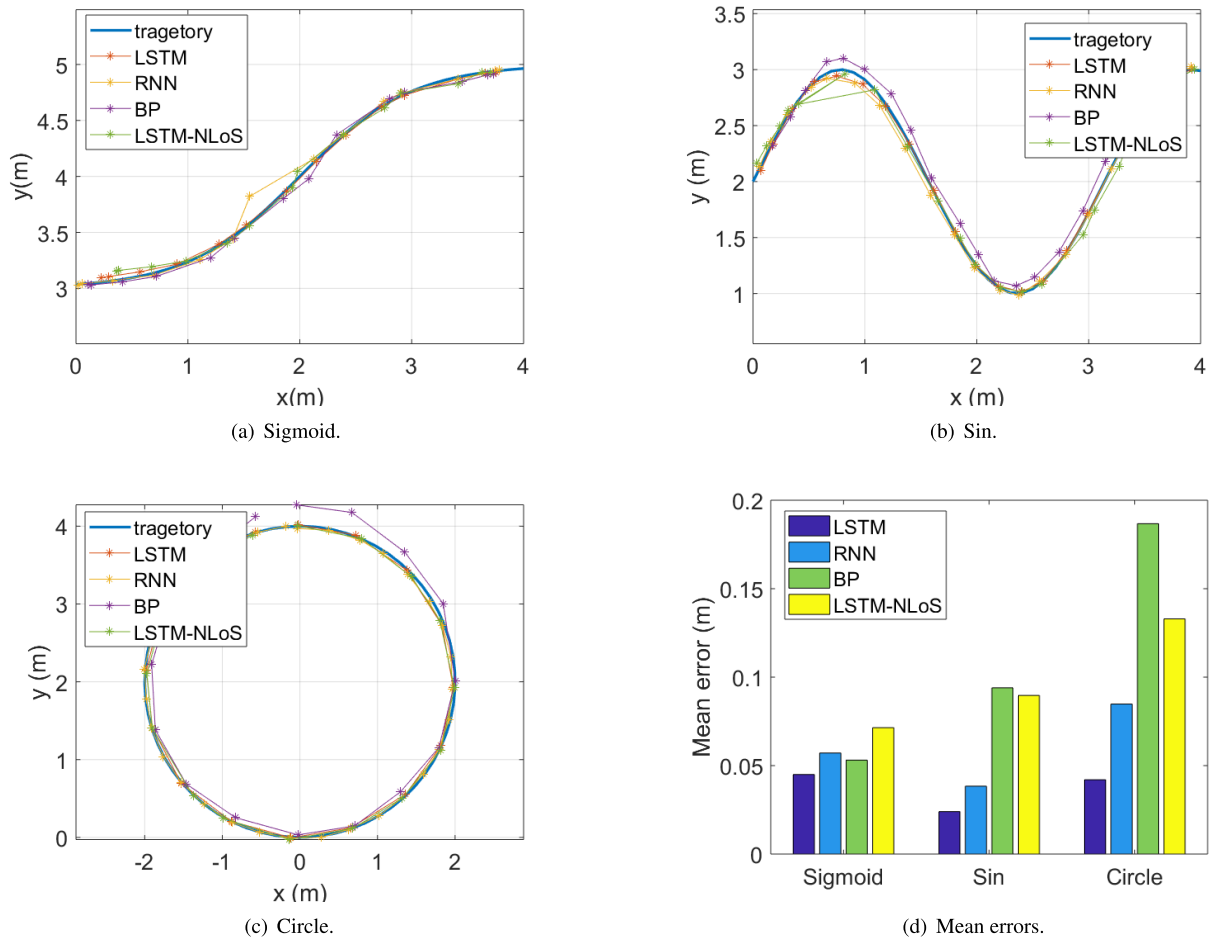 tragetory
LSTM
RNN
BP
LSTM-NLoS
5
4.5
4
3.5
3
y(m)
0 1 2 3 4
x(m)
(a) Sigmoid.
tragetory
LSTM
RNN
BP
LSTM-NLoS
3.5
3
2.5
2
1.5
1
y (m)
0 1 2 3 4
x (m)
(b) Sin.
tragetory
LSTM
RNN
BP
LSTM-NLoS
4
3
2
1
0
y (m)
-2 -1 0 1 2
x (m)
(c) Circle.
LSTM
RNN
BP
LSTM-NLoS
0.2
0.15
0.1
0.05
0
Mean error (m)
Sigmoid Sin Circle
(d) Mean errors.